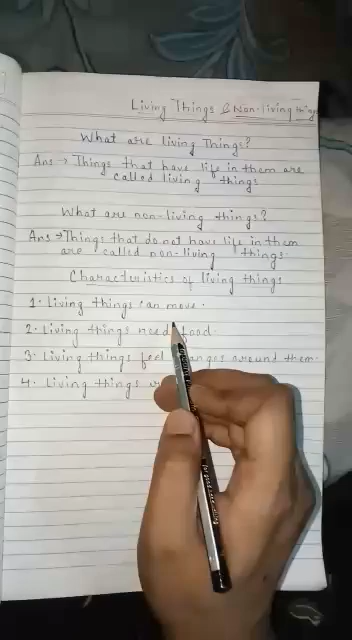 Living Things & Non-living things
What are living Things?
Ans → Things that have life in them are
called living things
What are non-living things?
Ans → Things that do not have life in them
are called non-living things.
Characteristics of living things
1. Living things can move.
2. Living things need food.
3. Living things feel anges around them.
4. Living things